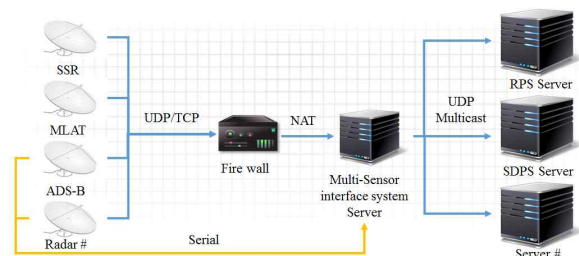 SSR
MLAT
ADS-B
Radar #
UDP/TCP
Fire wall
NAT
Multi-Sensor
interface system
Server
Serial
UDP
Multicast
RPS Server
SDPS Server
Server #